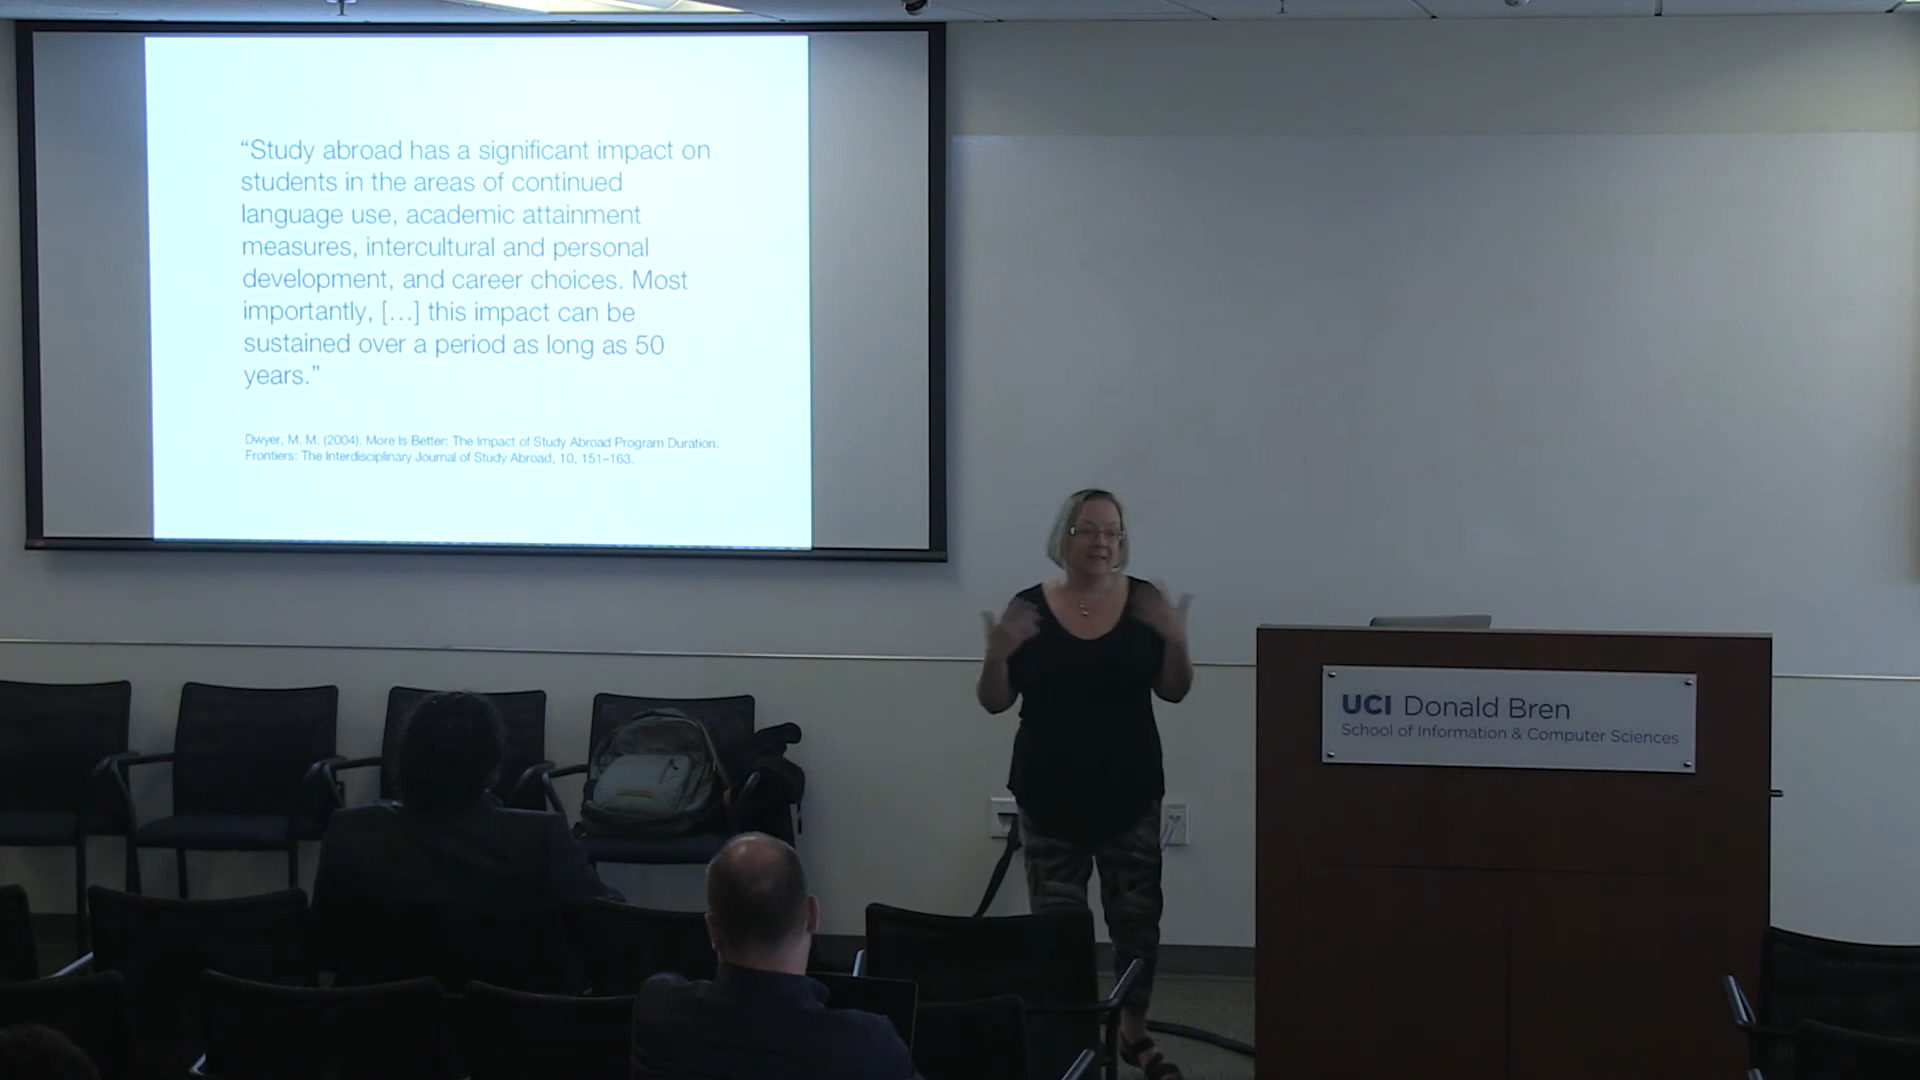 “Study abroad has a significant impact on
students in the areas of continued
language use, academic attainment
measures, intercultural and personal
development, and career choices. Most
importantly, […] this impact can be
sustained over a period as long as 50
years.”
Dwyer, M. M. (2004). More Is Better: The Impact of Study Abroad Program Duration.
Frontiers: The Interdisciplinary Journal of Study Abroad, 10, 151–163.
UCI Donald Bren
School of Information & Computer Sciences